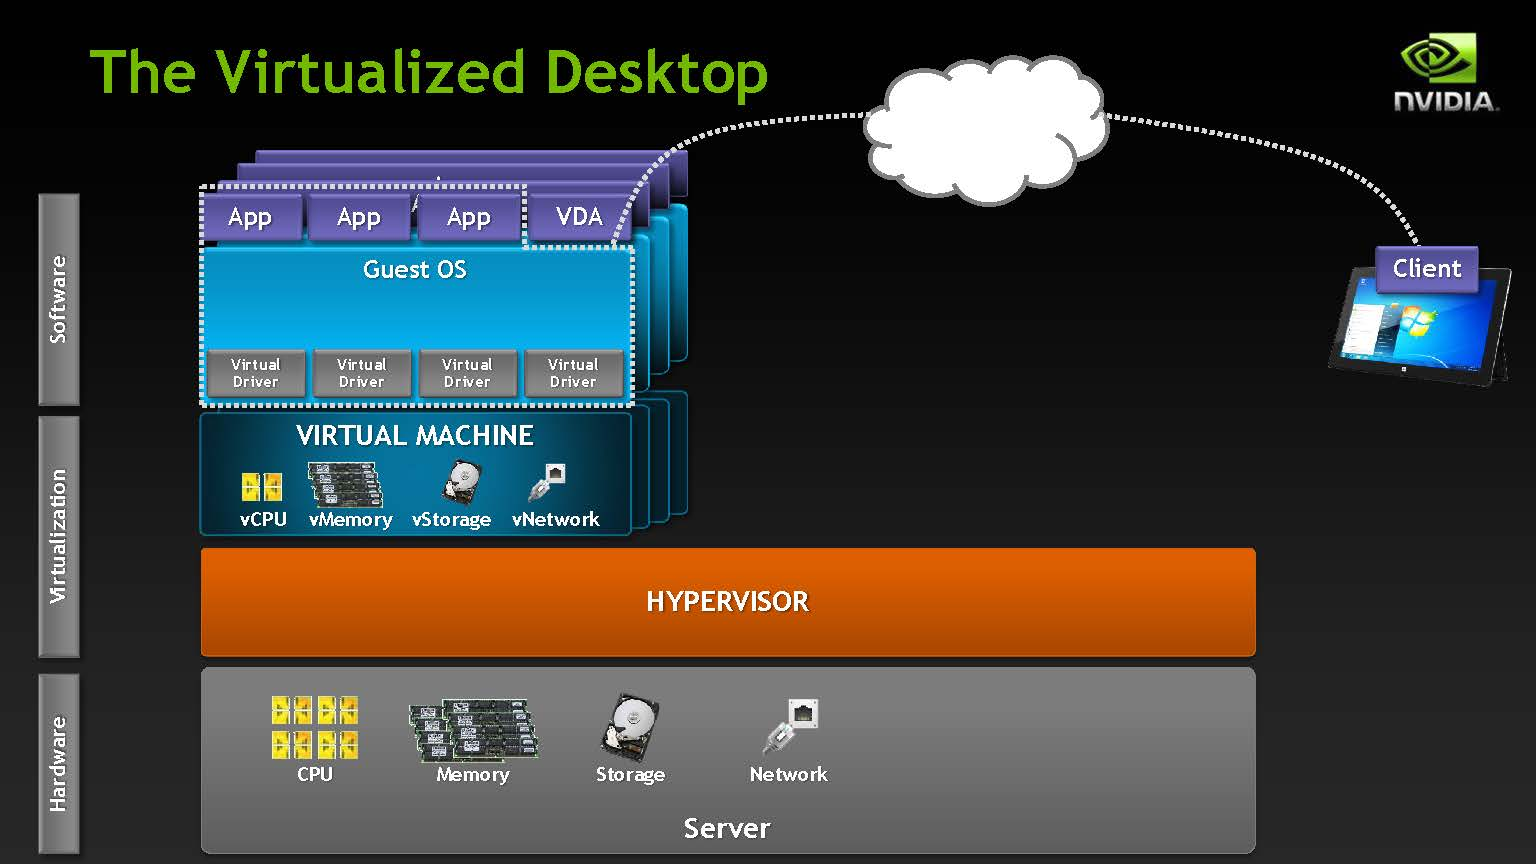 The Virtualized Desktop
NVIDIA.
App App App VDA
Client
Guest OS
Software
Virtual Driver
Virtual Driver
Virtual Driver
Virtual Driver
VIRTUAL MACHINE
vCPU vMemory vStorage vNetwork
Virtualization
HYPERVISOR
Hardware
CPU Memory Storage Network
Server